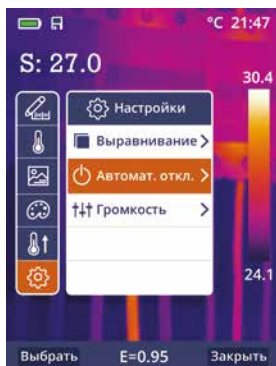 °C 21:47
S: 27.0
30.4
Настройки
Выравнивание
Автомат. откл.
Громкость
24.1
Выбрать E=0.95 Закрыть